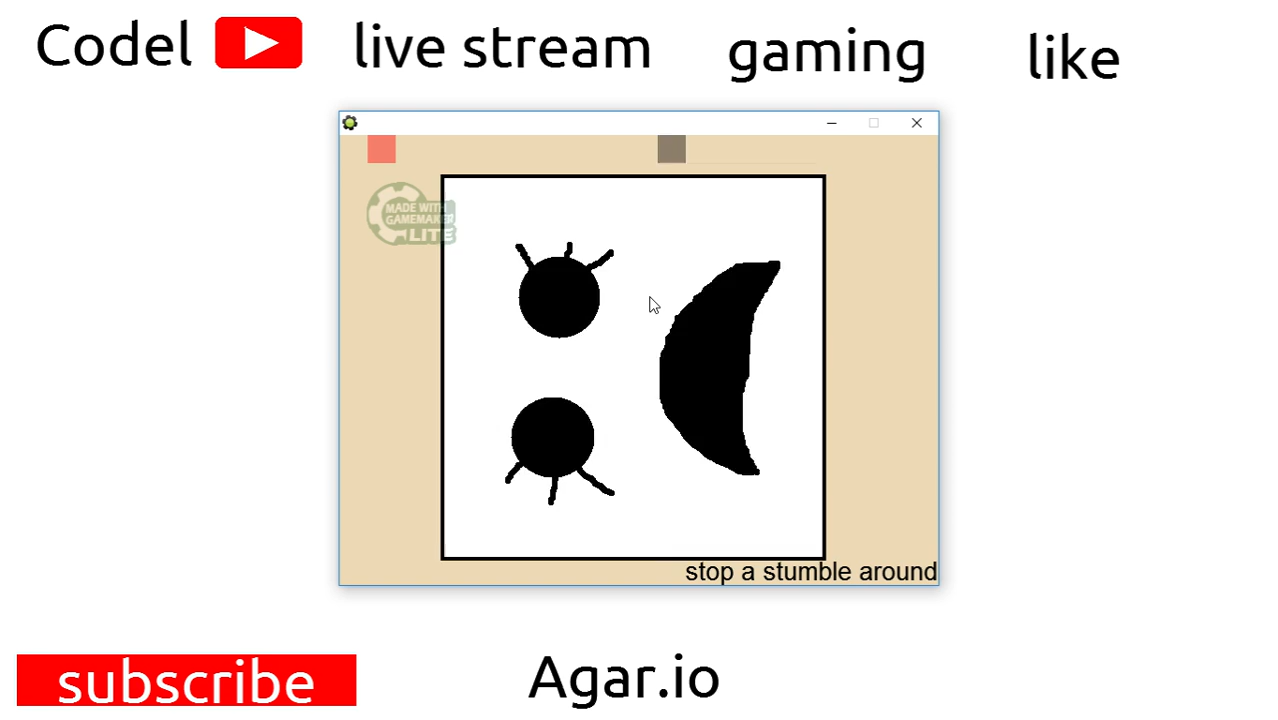 Codel live stream gaming like
MADE WITH
GAMEMAKER
LITE
stop a stumble around
subscribe Agar.io